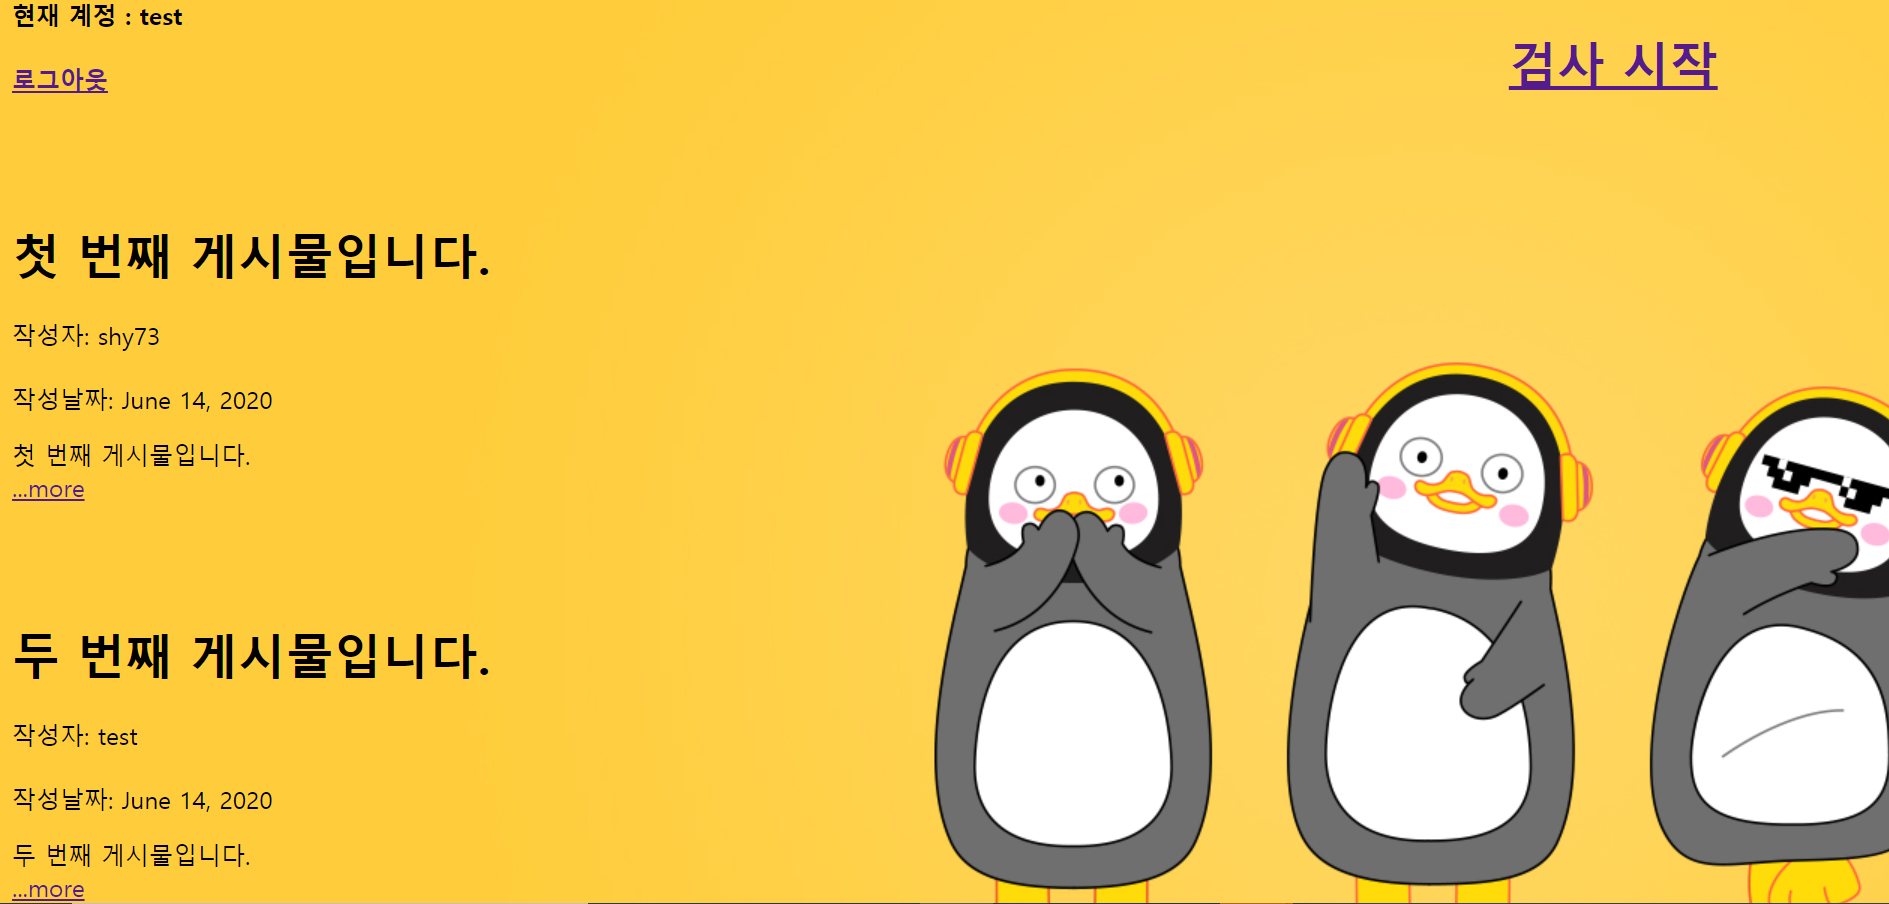 현재 계정 : test
로그아웃
검사 시작
첫 번째 게시물입니다.
작성자: shy73
작성날짜: June 14, 2020
첫 번째 게시물입니다.
...more
두 번째 게시물입니다.
작성자: test
작성날짜: June 14, 2020
두 번째 게시물입니다.
...more